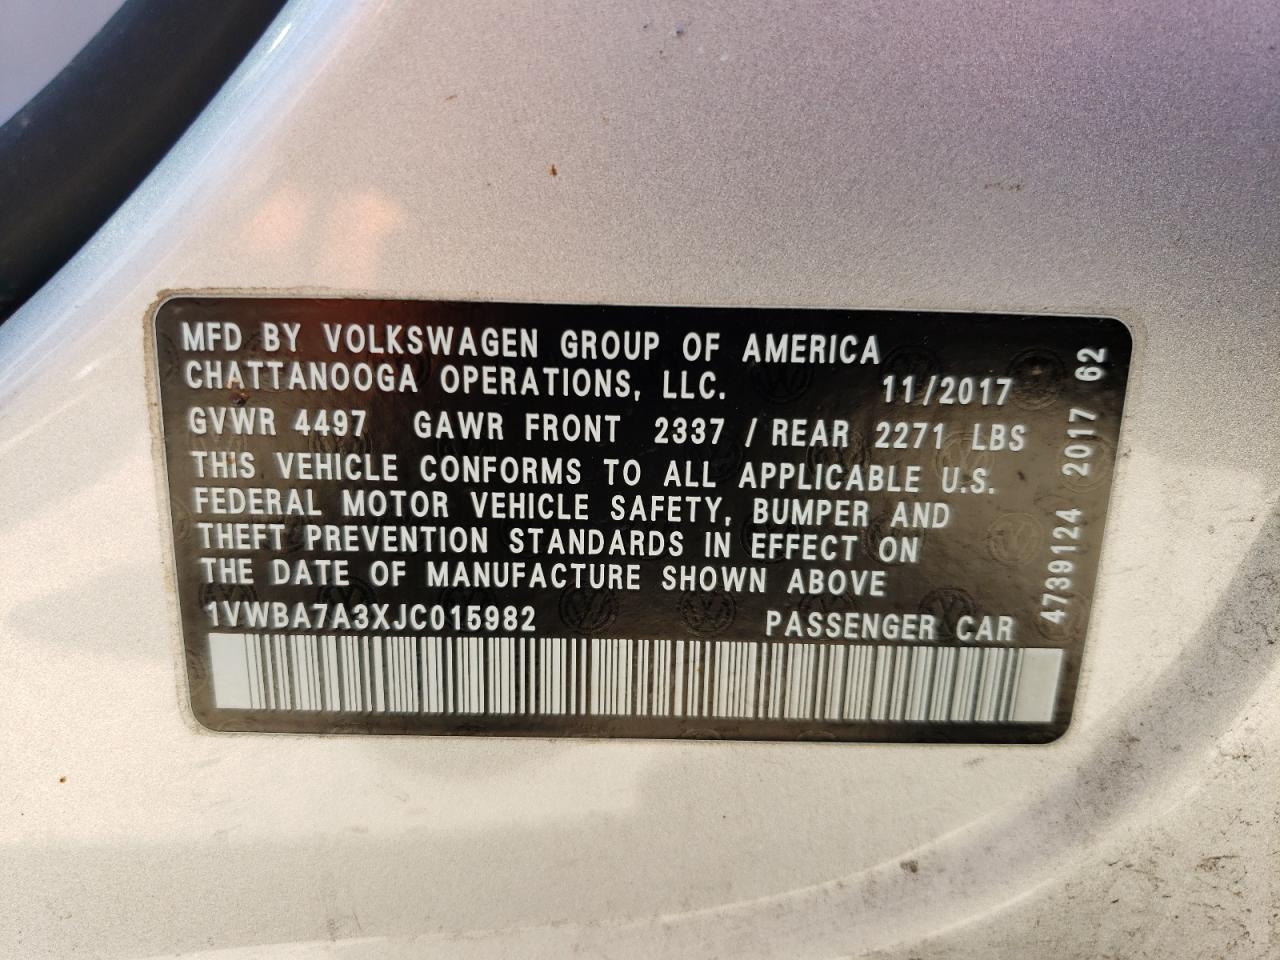 MFD BY VOLKSWAGEN GROUP OF AMERICA
CHATTANOOGA OPERATIONS, LLC. 11/2017
GVWR 4497 GAWR FRONT 2337 / REAR 2271 LBS
THIS VEHICLE CONFORMS TO ALL APPLICABLE U.S.
FEDERAL MOTOR VEHICLE SAFETY, BUMPER AND
THEFT PREVENTION STANDARDS IN EFFECT ON
THE DATE OF MANUFACTURE SHOWN ABOVE
1VWBA7A3XJC015982 PASSENGER CAR
4739124 2017 62